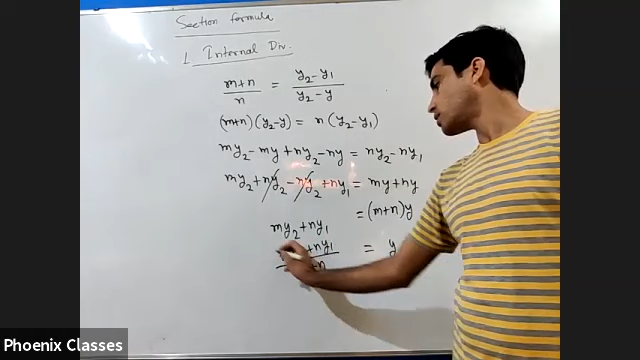 Section formula
1 Internal Div.
m+n / n = y₂-y₁ / y₂-y
(m+n)(y₂-y) = n(y₂-y₁)
my₂-my+ny₂-ny = ny₂-ny₁
my₂+ny₂-ny₂+ny₁ = my+ny
my₂+ny₁ = (m+n)y
+ny₁ / +n = y
Phoenix Classes